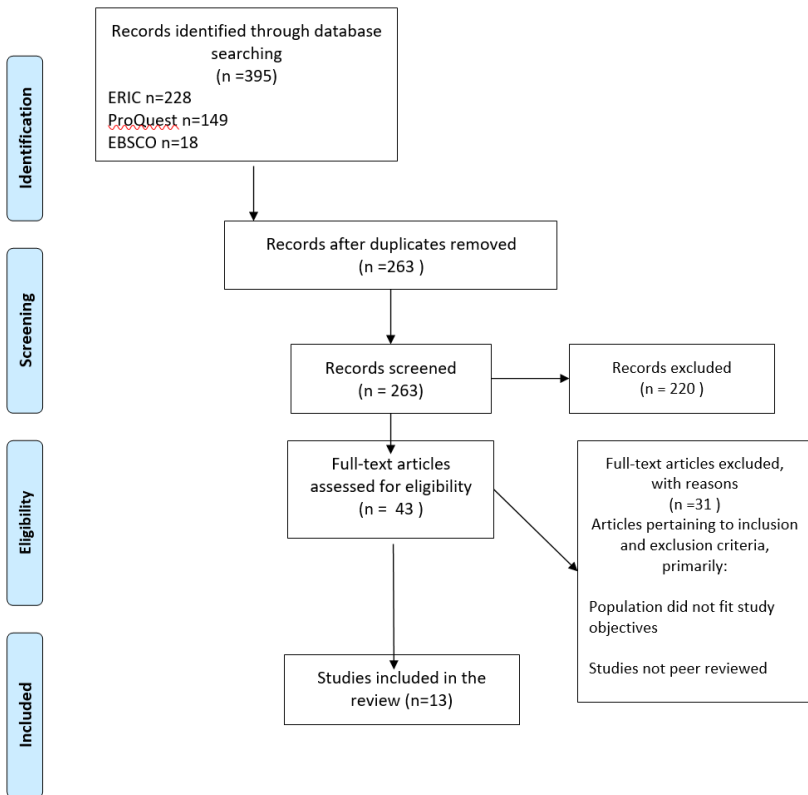 Identification
Records identified through database
searching
(n =395)
ERIC n=228
ProQuest n=149
EBSCO n=18
Records after duplicates removed
(n =263 )
Screening
Records screened
(n = 263)
Records excluded
(n = 220 )
Eligibility
Full-text articles
assessed for eligibility
(n =  43 )
Full-text articles excluded,
with reasons
(n =31 )
Articles pertaining to inclusion
and exclusion criteria,
primarily:
Population did not fit study
objectives
Studies not peer reviewed
Included
Studies included in the
review (n=13)